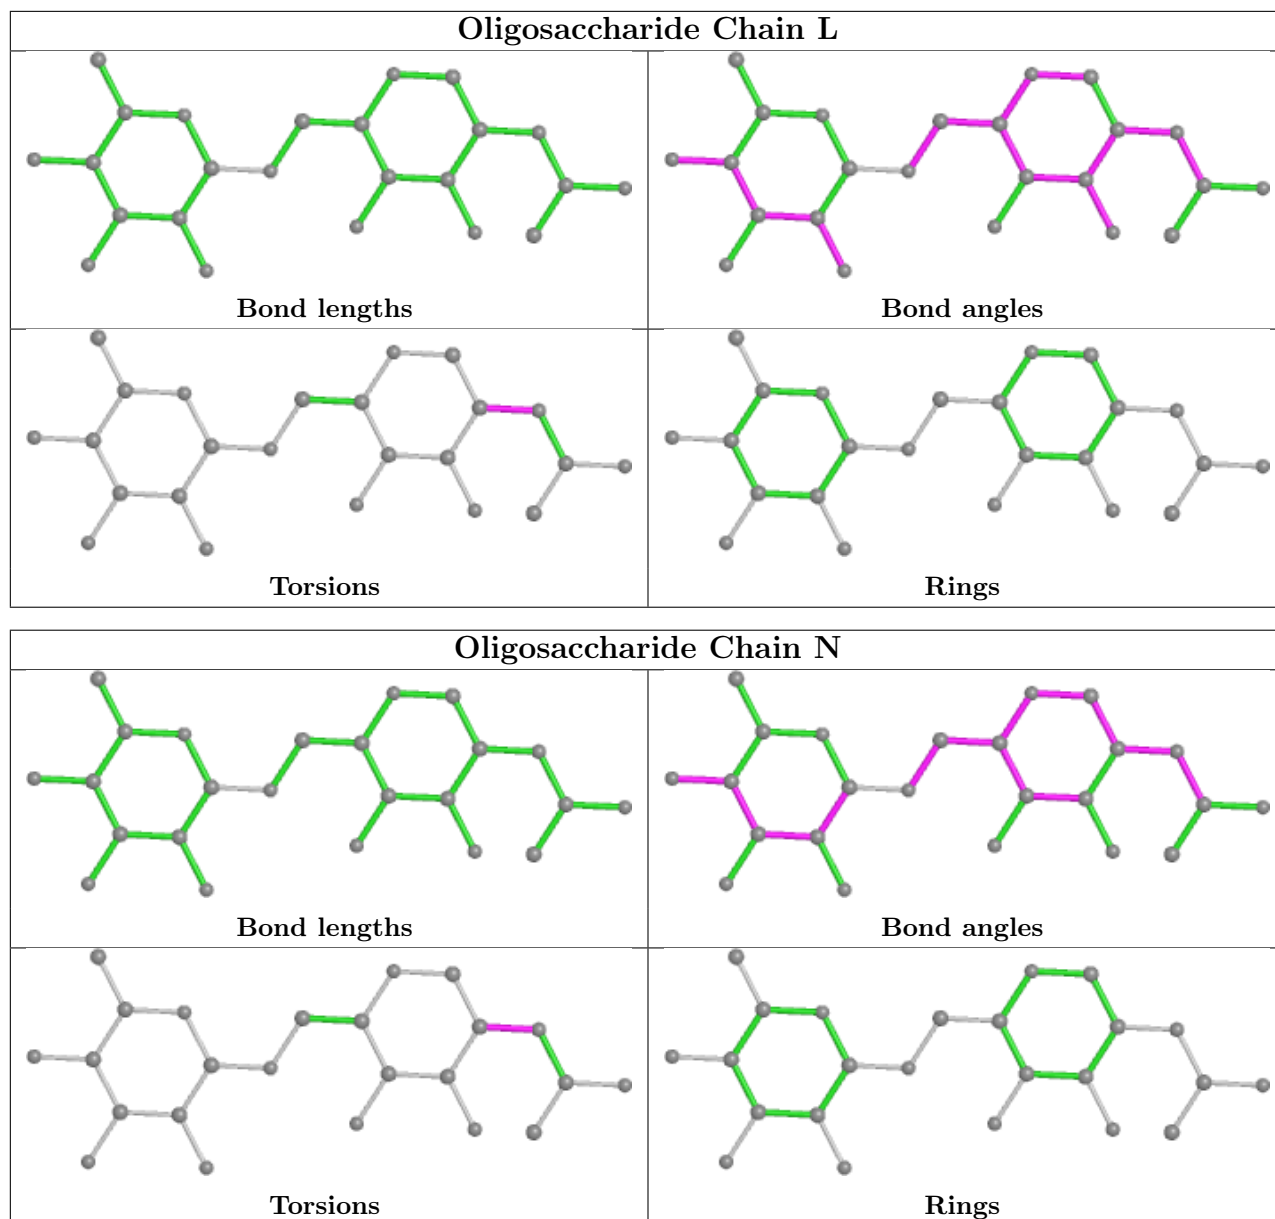 Oligosaccharide Chain L
Bond lengths
Bond angles
Torsions
Rings
Oligosaccharide Chain N
Bond lengths
Bond angles
Torsions
Rings